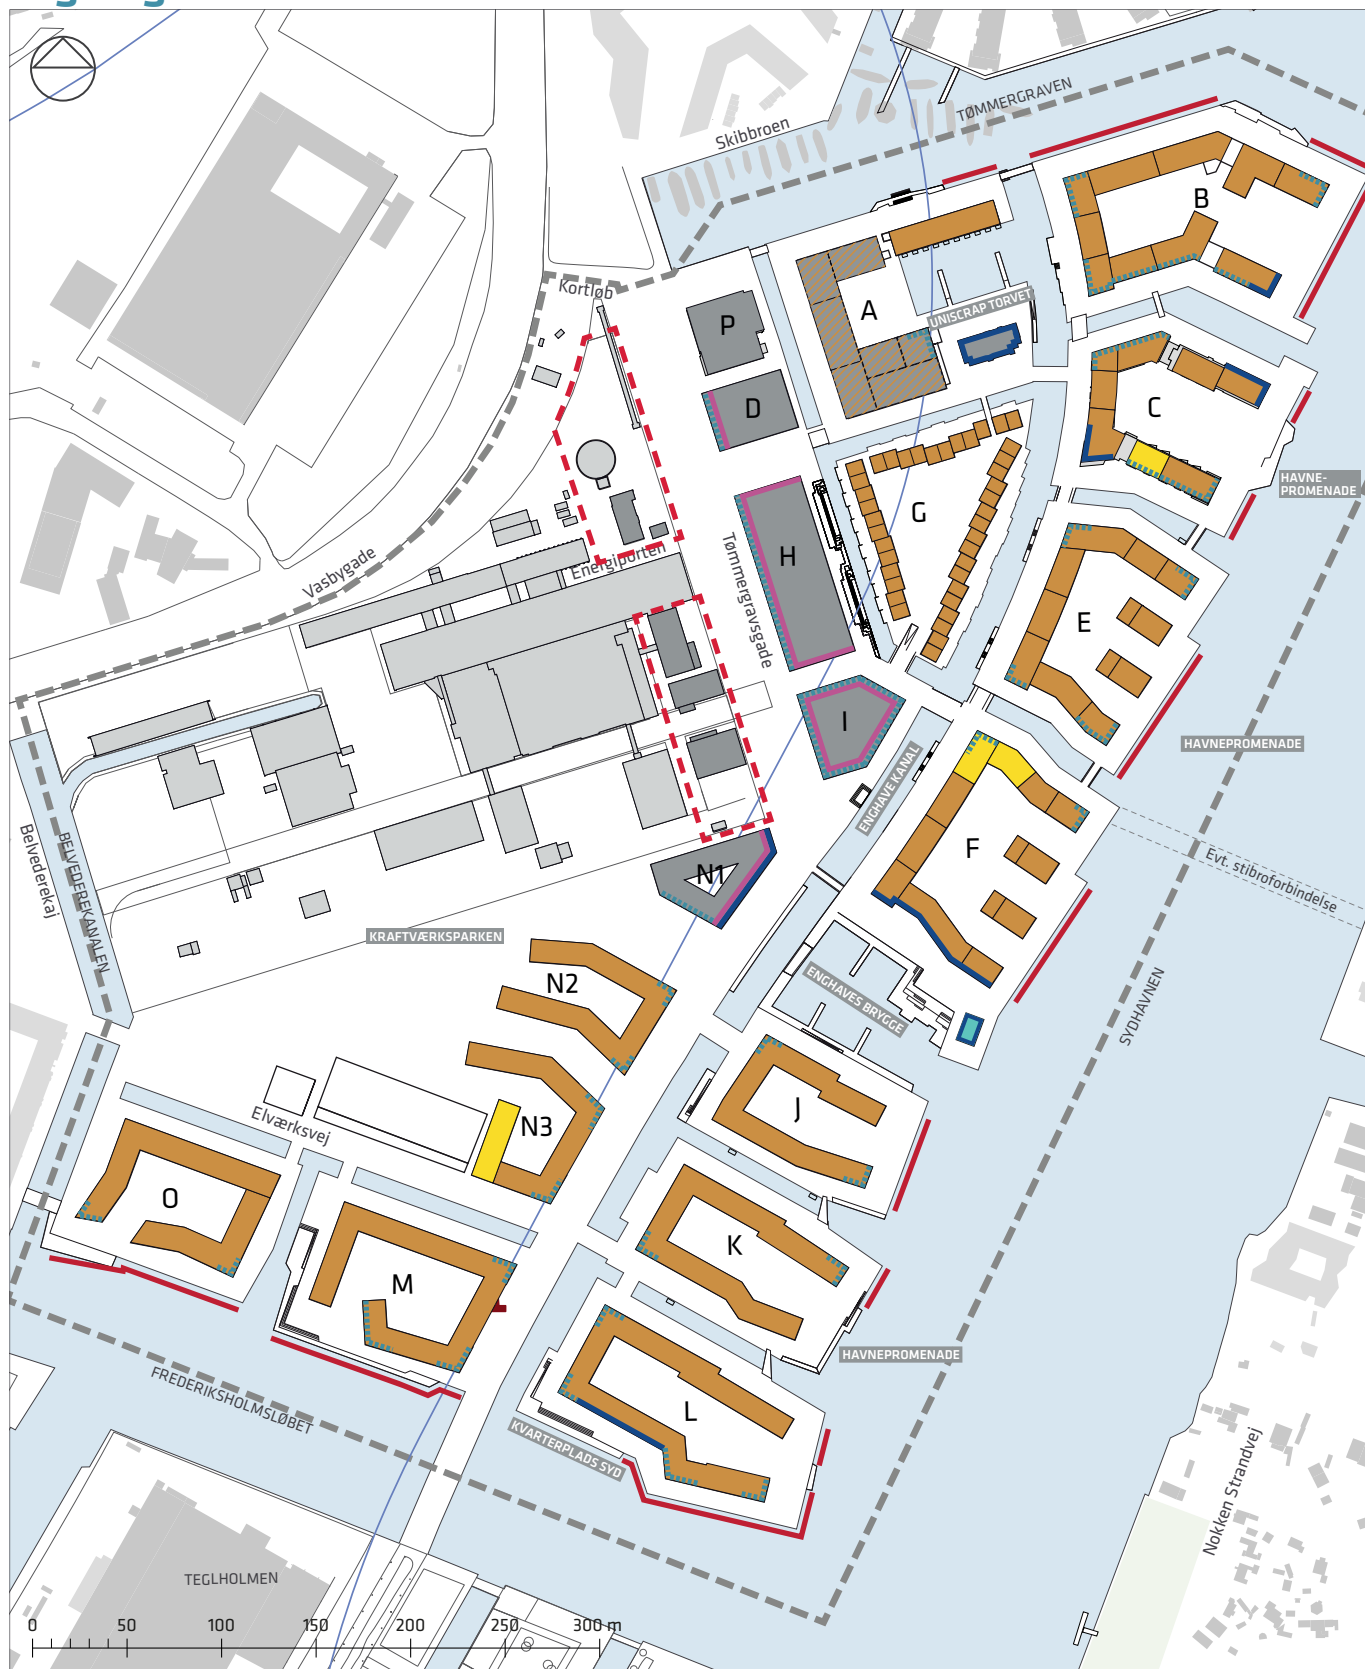 TØMMERGRAVEN
Skibbroen
B
Kortløb
P
A
UNISCRAP TORVET
D
C
HAVNE-
PROMENADE
G
H
Tømmergravsgade
Energiporten
Vasbygade
E
I
HAVNEPROMENADE
ENGHAVE KANAL
F
Evt. stibroforbindelse
Belvederekaj
BELVEDEREKANALEN
N1
KRAFTVÆRKSPARKEN
N2
ENGHAVES BRYGGE
SYDHAVNEN
J
Elværksvej
N3
O
K
M
HAVNEPROMENADE
FREDERIKSHOLMSLØBET
L
KVARTERPLADS SYD
Nokken Strandvej
TEGLHOLMEN
0 50 100 150 200 250 300 m